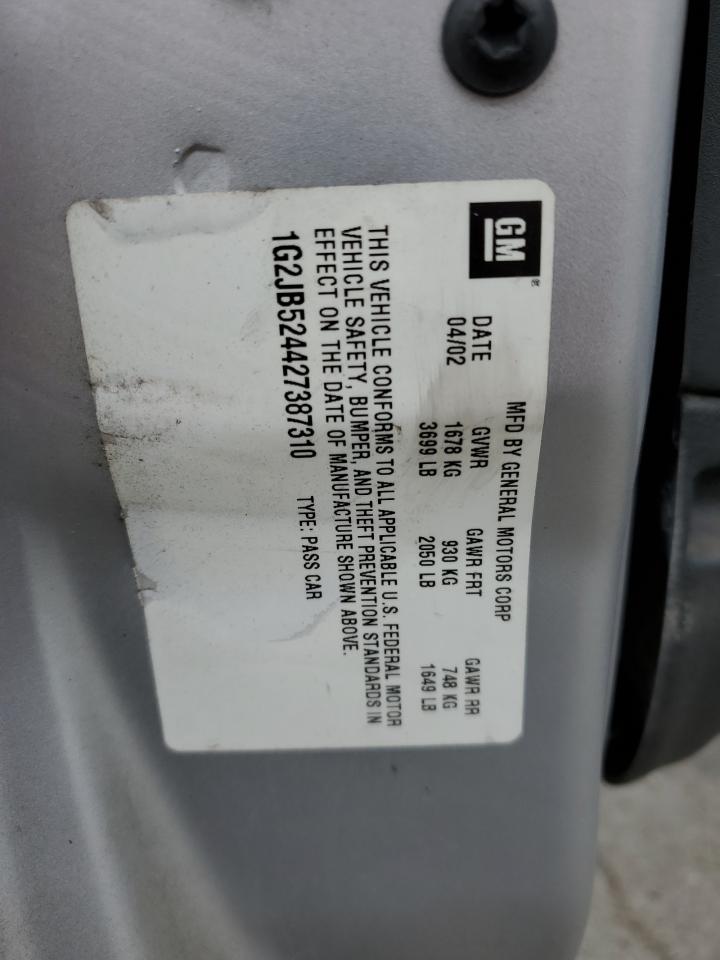 GM
MFD BY GENERAL MOTORS CORP
DATE GVWR GAWR FRT GAWR RR
04/02 1678 KG 930 KG 748 KG
3699 LB 2050 LB 1649 LB
THIS VEHICLE CONFORMS TO ALL APPLICABLE U.S. FEDERAL MOTOR
VEHICLE SAFETY, BUMPER, AND THEFT PREVENTION STANDARDS IN
EFFECT ON THE DATE OF MANUFACTURE SHOWN ABOVE.
1G2JB524427387310 TYPE: PASS CAR